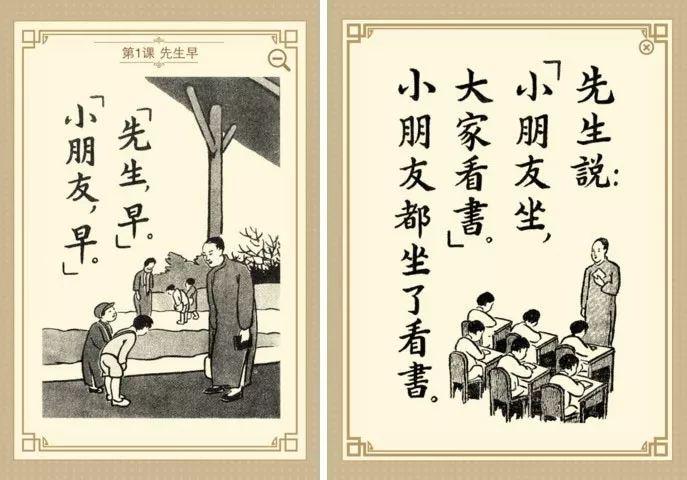 第1课 先生早
「先生，早。」
「小朋友，早。」
先生説：
「小朋友坐，
大家看書。」
小朋友都坐了看書。